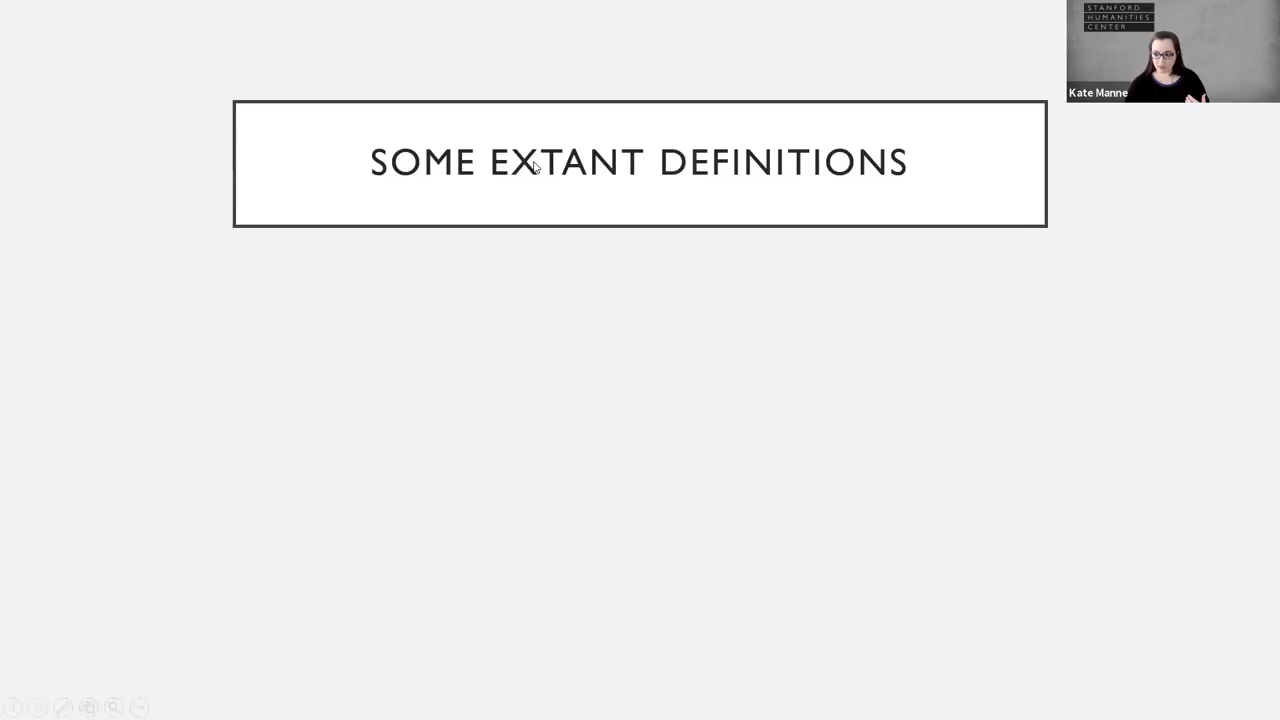 STANFORD
HUMANITIES
CENTER
Kate Manne
SOME EXTANT DEFINITIONS